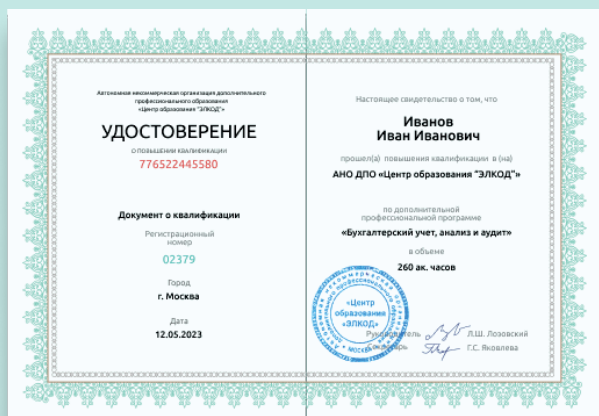 Автономная некоммерческая организация дополнительного
профессионального образования
«Центр образования "ЭЛКОД"»
УДОСТОВЕРЕНИЕ
О ПОВЫШЕНИИ КВАЛИФИКАЦИИ
776522445580
Документ о квалификации
Регистрационный
номер
02379
Город
г. Москва
Дата
12.05.2023
Настоящее свидетельство о том, что
Иванов
Иван Иванович
прошел(а) повышения квалификации в (на)
АНО ДПО «Центр образования "ЭЛКОД"»
по дополнительной
профессиональной программе
«Бухгалтерский учет, анализ и аудит»
в объеме
260 ак. часов
«Центр
образования
«ЭЛКОД»
МОСКВА
Руководитель Л.Ш. Лозовский
Секретарь Г.С. Яковлева